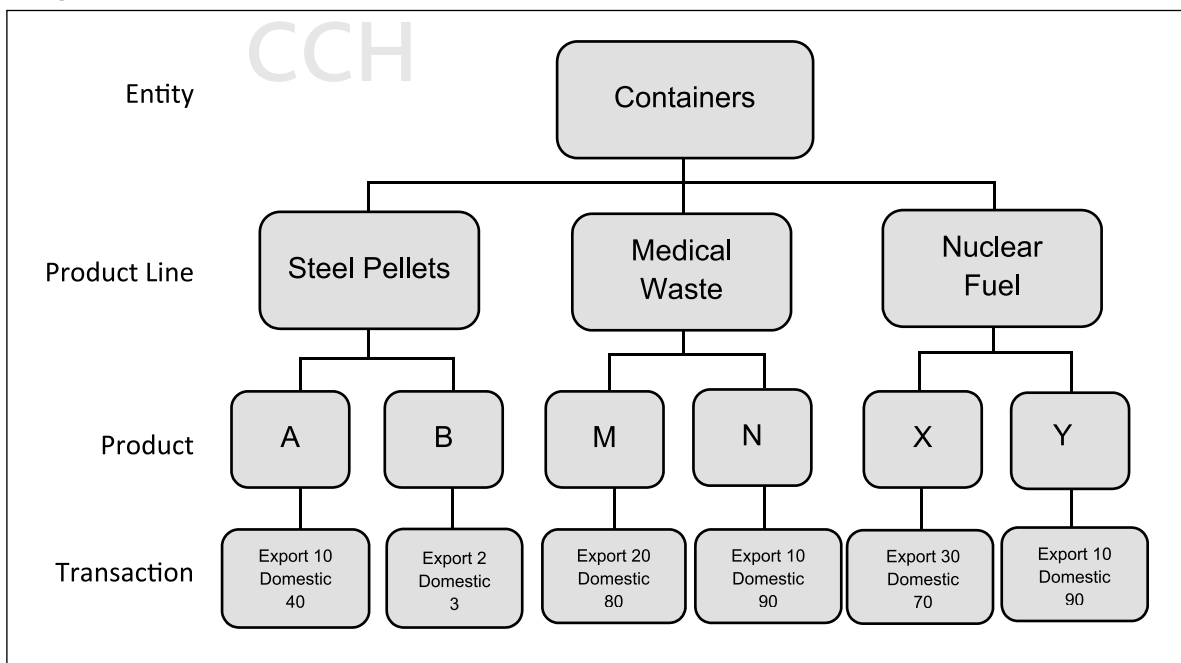 CCH
Entity
Containers
Product Line
Steel Pellets
Medical
Waste
Nuclear
Fuel
Product
A
B
M
N
X
Y
Transaction
Export 10
Domestic
40
Export 2
Domestic
3
Export 20
Domestic
80
Export 10
Domestic
90
Export 30
Domestic
70
Export 10
Domestic
90